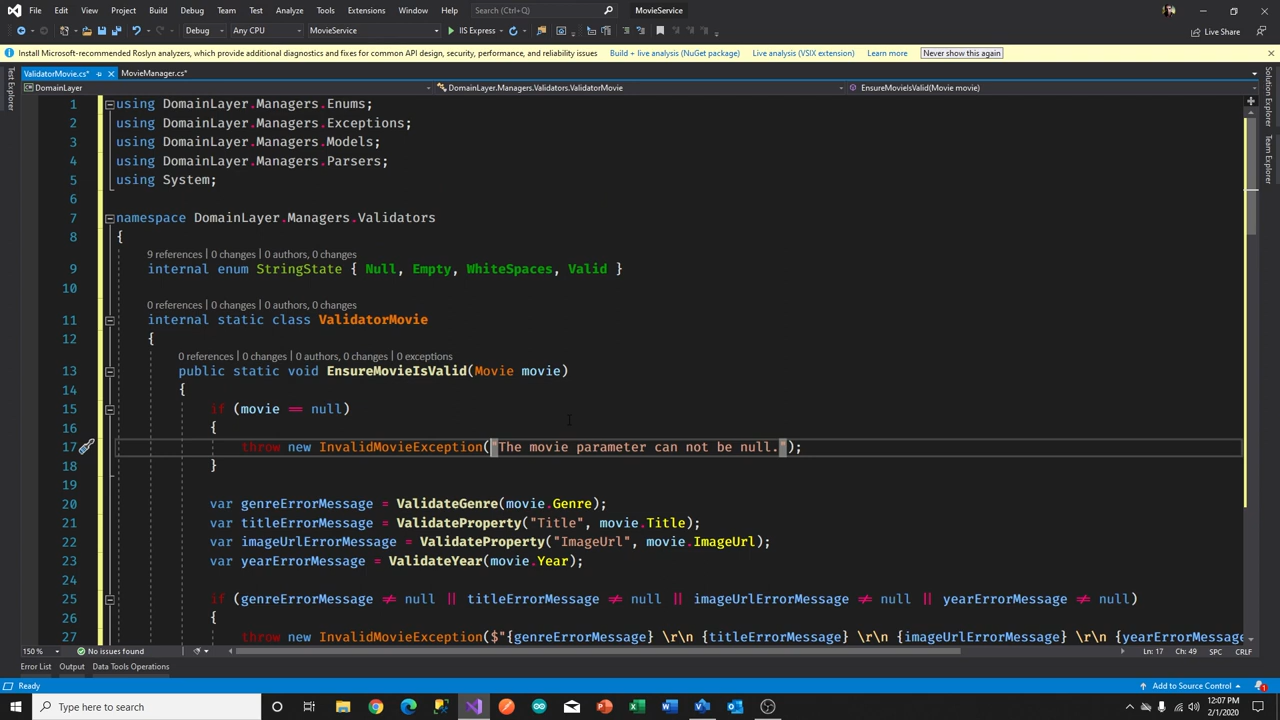 File Edit View Project Build Debug Team Test Analyze Tools Extensions Window Help Search (Ctrl+Q) MovieService
Debug Any CPU MovieService IIS Express Live Share
Install Microsoft-recommended Roslyn analyzers, which provide additional diagnostics and fixes for common API design, security, performance, and reliability issues Build + live analysis (NuGet package) Live analysis (VSIX extension) Learn more Never show this again
ValidatorMovie.cs* MovieManager.cs*
DomainLayer DomainLayer.Managers.Validators.ValidatorMovie EnsureMovieIsValid(Movie movie)
Test Explorer
Solution Explorer
Team Explorer
1 using DomainLayer.Managers.Enums;
2 using DomainLayer.Managers.Exceptions;
3 using DomainLayer.Managers.Models;
4 using DomainLayer.Managers.Parsers;
5 using System;
6
7 namespace DomainLayer.Managers.Validators
8 {
9 references | 0 changes | 0 authors, 0 changes
9 internal enum StringState { Null, Empty, WhiteSpaces, Valid }
10
0 references | 0 changes | 0 authors, 0 changes
11 internal static class ValidatorMovie
12 {
0 references | 0 changes | 0 authors, 0 changes | 0 exceptions
13 public static void EnsureMovieIsValid(Movie movie)
14 {
15 if (movie == null)
16 {
17 throw new InvalidMovieException("The movie parameter can not be null.");
18 }
19
20 var genreErrorMessage = ValidateGenre(movie.Genre);
21 var titleErrorMessage = ValidateProperty("Title", movie.Title);
22 var imageUrlErrorMessage = ValidateProperty("ImageUrl", movie.ImageUrl);
23 var yearErrorMessage = ValidateYear(movie.Year);
24
25 if (genreErrorMessage != null || titleErrorMessage != null || imageUrlErrorMessage != null || yearErrorMessage != null)
26 {
27 throw new InvalidMovieException($"{genreErrorMessage} \r\n {titleErrorMessage} \r\n {imageUrlErrorMessage} \r\n {yearErrorMessage
150 % No issues found Ln: 17 Ch: 49 SPC CRLF
Error List Output Data Tools Operations
Ready Add to Source Control 1
Type here to search 12:07 PM
2/1/2020